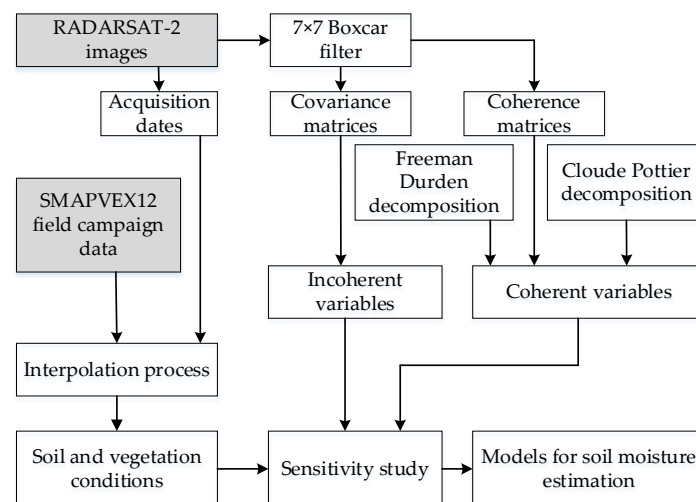 RADARSAT-2
images
7×7 Boxcar
filter
Acquisition
dates
Covariance
matrices
Coherence
matrices
Freeman
Durden
decomposition
Cloude Pottier
decomposition
SMAPVEX12
field campaign
data
Incoherent
variables
Coherent variables
Interpolation process
Soil and vegetation
conditions
Sensitivity study
Models for soil moisture
estimation